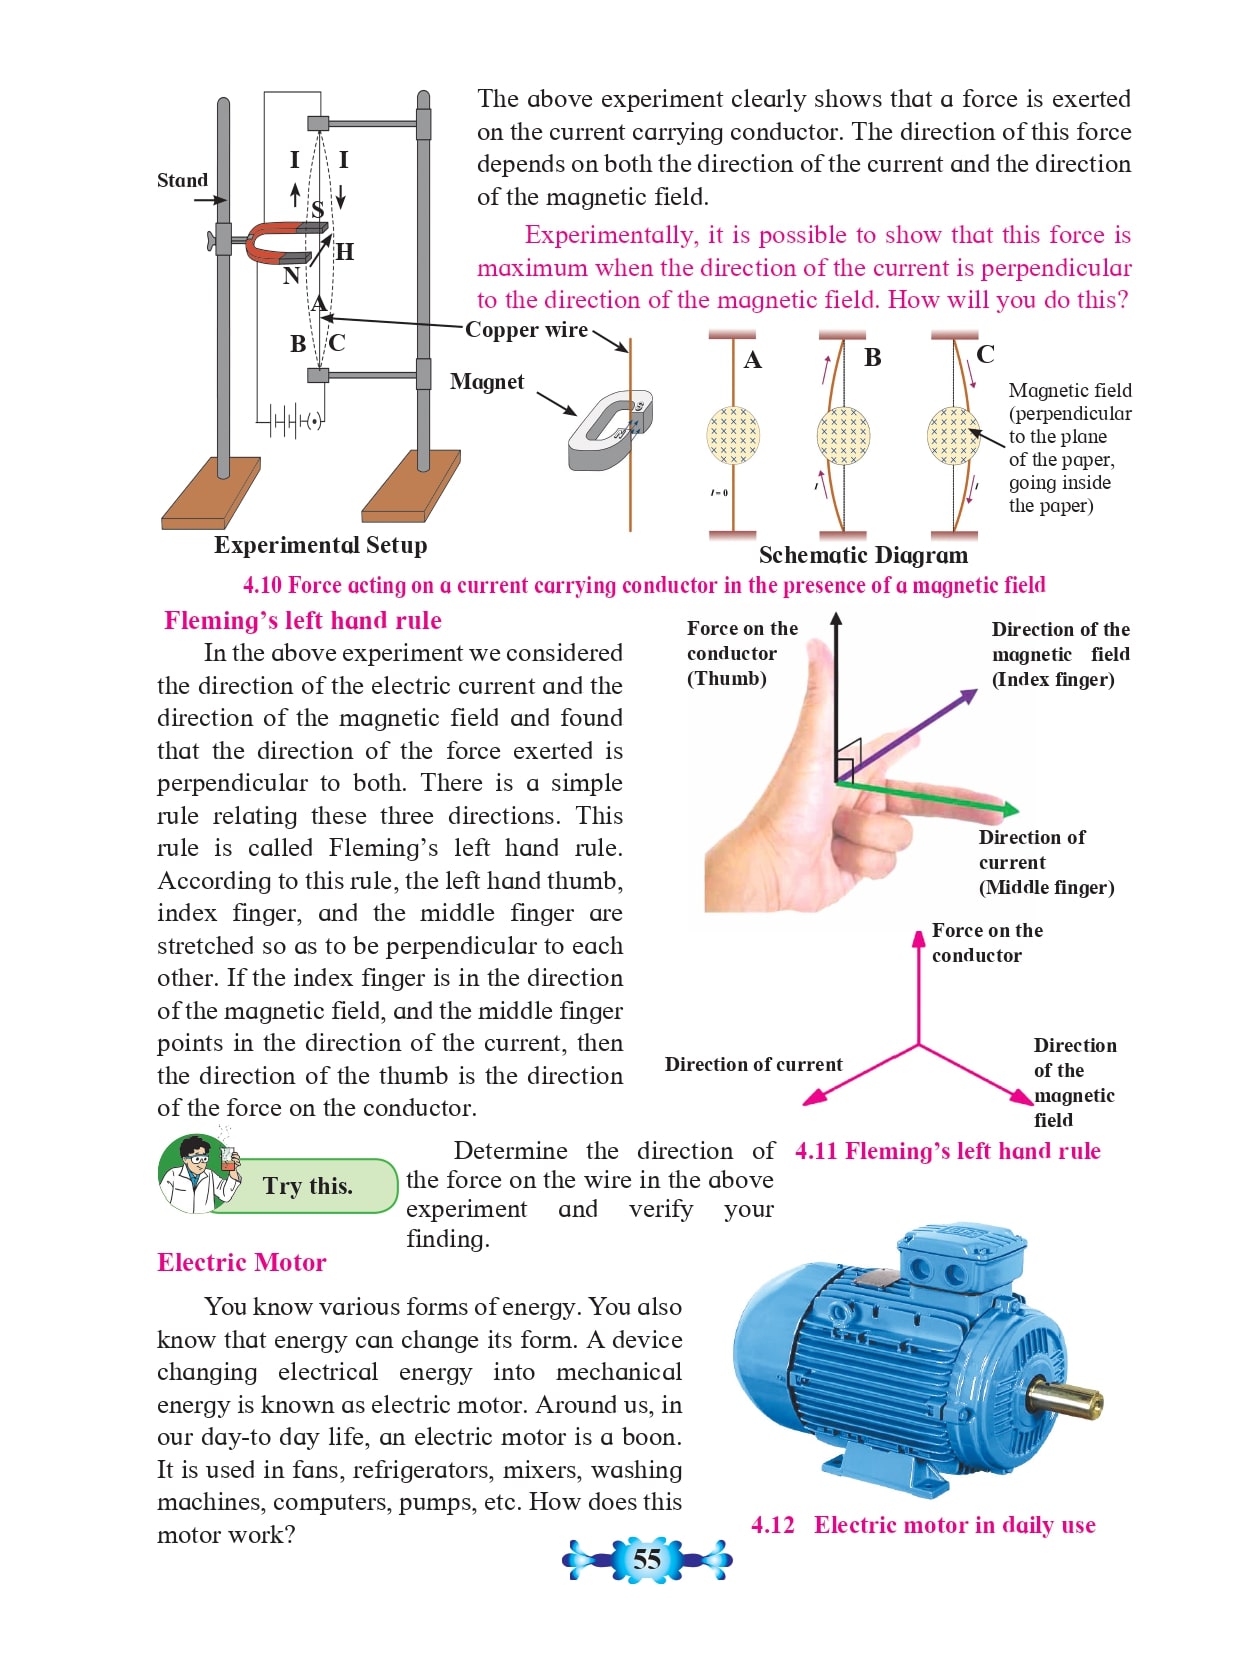 The above experiment clearly shows that a force is exerted
on the current carrying conductor. The direction of this force
depends on both the direction of the current and the direction
of the magnetic field.
Experimentally, it is possible to show that this force is
maximum when the direction of the current is perpendicular
to the direction of the magnetic field. How will you do this?
Stand
I
I
S
H
N
A
B
C
Copper wire
Magnet
S
N
A
B
C
I = 0
I
I
Magnetic field
(perpendicular
to the plane
of the paper,
going inside
the paper)
Experimental Setup
Schematic Diagram
4.10 Force acting on a current carrying conductor in the presence of a magnetic field
Fleming's left hand rule
In the above experiment we considered
the direction of the electric current and the
direction of the magnetic field and found
that the direction of the force exerted is
perpendicular to both. There is a simple
rule relating these three directions. This
rule is called Fleming's left hand rule.
According to this rule, the left hand thumb,
index finger, and the middle finger are
stretched so as to be perpendicular to each
other. If the index finger is in the direction
of the magnetic field, and the middle finger
points in the direction of the current, then
the direction of the thumb is the direction
of the force on the conductor.
Force on the
conductor
(Thumb)
Direction of the
magnetic field
(Index finger)
Direction of
current
(Middle finger)
Force on the
conductor
Direction of current
Direction
of the
magnetic
field
4.11 Fleming's left hand rule
Try this.
Determine the direction of
the force on the wire in the above
experiment and verify your
finding.
Electric Motor
You know various forms of energy. You also
know that energy can change its form. A device
changing electrical energy into mechanical
energy is known as electric motor. Around us, in
our day-to day life, an electric motor is a boon.
It is used in fans, refrigerators, mixers, washing
machines, computers, pumps, etc. How does this
motor work?
4.12 Electric motor in daily use
55